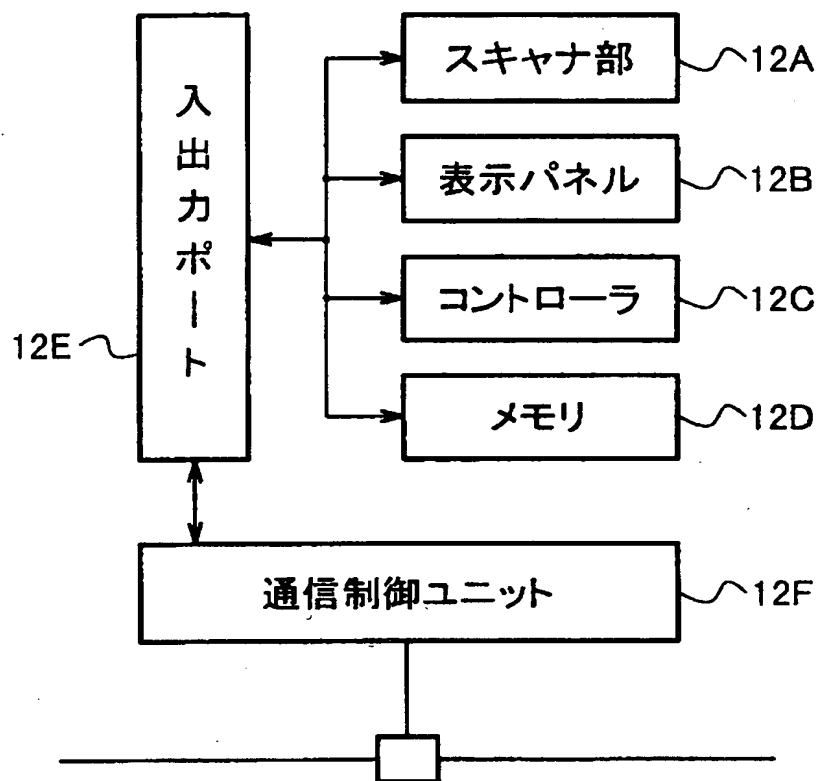 スキャナ部
12A
入出力ポート
表示パネル
12B
コントローラ
12C
12E
メモリ
12D
通信制御ユニット
12F